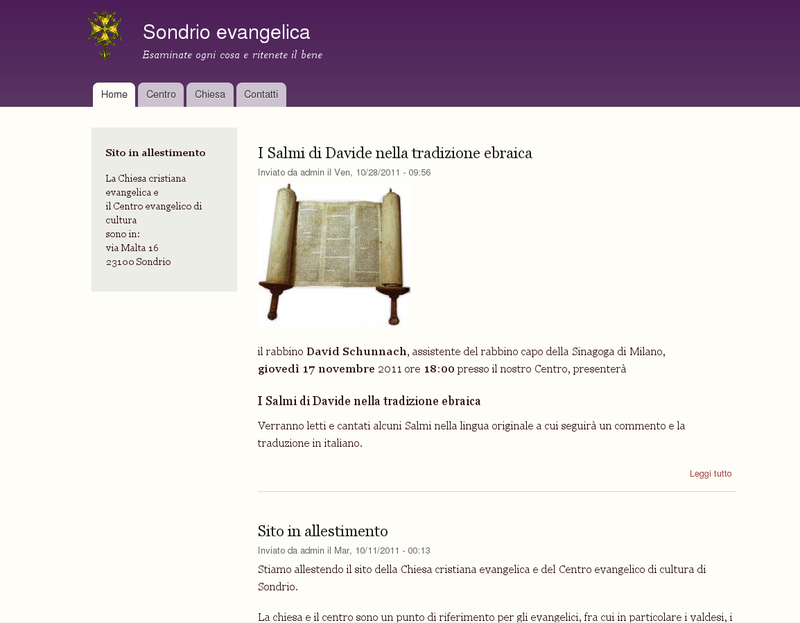 Sondrio evangelica
Esaminate ogni cosa e ritenete il bene
Home
Centro
Chiesa
Contatti
Sito in allestimento
La Chiesa cristiana
evangelica e
il Centro evangelico di
cultura
sono in:
via Malta 16
23100 Sondrio
I Salmi di Davide nella tradizione ebraica
Inviato da admin il Ven, 10/28/2011 - 09:56
il rabbino David Schunnach, assistente del rabbino capo della Sinagoga di Milano,
giovedì 17 novembre 2011 ore 18:00 presso il nostro Centro, presenterà
I Salmi di Davide nella tradizione ebraica
Verranno letti e cantati alcuni Salmi nella lingua originale a cui seguirà un commento e la
traduzione in italiano.
Leggi tutto
Sito in allestimento
Inviato da admin il Mar, 10/11/2011 - 00:13
Stiamo allestendo il sito della Chiesa cristiana evangelica e del Centro evangelico di cultura di
Sondrio.
La chiesa e il centro sono un punto di riferimento per gli evangelici, fra cui in particolare i valdesi, i